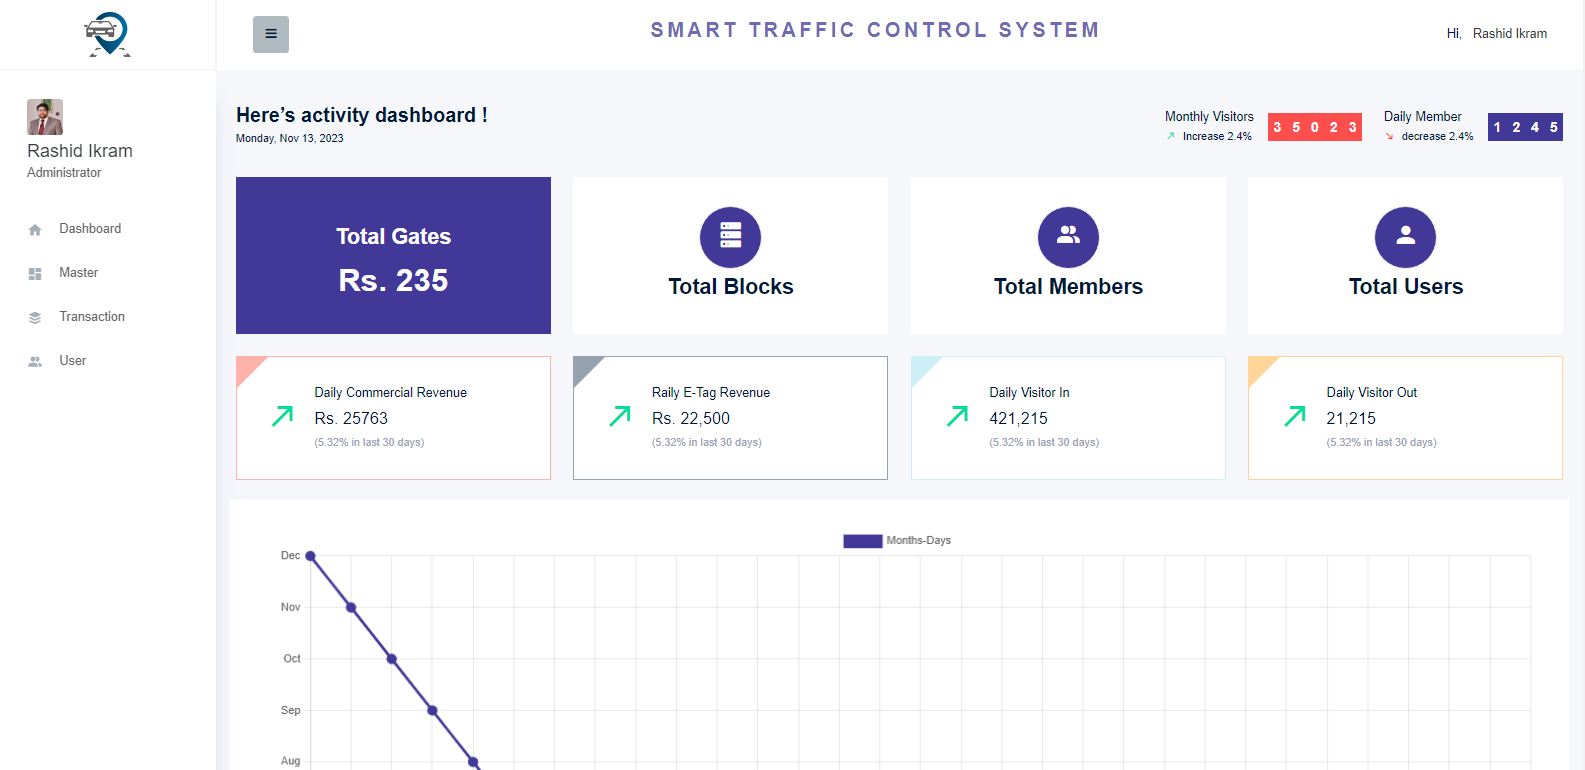 SMART TRAFFIC CONTROL SYSTEM
Hi, Rashid Ikram
Rashid Ikram
Administrator
Dashboard
Master
Transaction
User
Here’s activity dashboard !
Monday, Nov 13, 2023
Monthly Visitors
Increase 2.4%
3 5 0 2 3
Daily Member
decrease 2.4%
1 2 4 5
Total Gates
Rs. 235
Total Blocks
Total Members
Total Users
Daily Commercial Revenue
Rs. 25763
(5.32% in last 30 days)
Raily E-Tag Revenue
Rs. 22,500
(5.32% in last 30 days)
Daily Visitor In
421,215
(5.32% in last 30 days)
Daily Visitor Out
21,215
(5.32% in last 30 days)
Months-Days
Dec
Nov
Oct
Sep
Aug